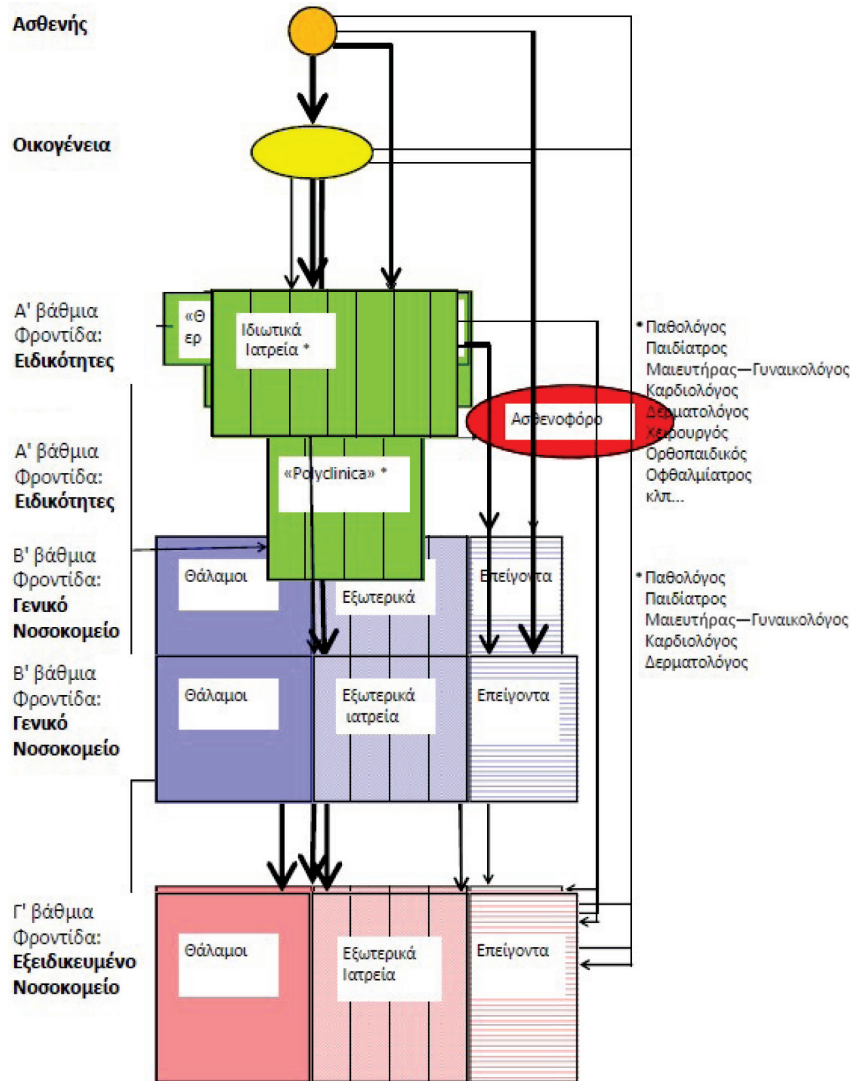 Ασθενής
Οικογένεια
Α' βάθμια
Φροντίδα:
Ειδικότητες
«Θ
ερ
Ιδιωτικά
Ιατρεία *
* Παθολόγος
Παιδίατρος
Μαιευτήρας—Γυναικολόγος
Καρδιολόγος
Δερματολόγος
Χειρουργός
Ορθοπαιδικός
Οφθαλμίατρος
κλπ...
Ασθενοφόρο
Α' βάθμια
Φροντίδα:
Ειδικότητες
«Polyclinica» *
Β' βάθμια
Φροντίδα:
Γενικό
Νοσοκομείο
Θάλαμοι
Εξωτερικά
Επείγοντα
* Παθολόγος
Παιδίατρος
Μαιευτήρας—Γυναικολόγος
Καρδιολόγος
Δερματολόγος
Β' βάθμια
Φροντίδα:
Γενικό
Νοσοκομείο
Θάλαμοι
Εξωτερικά
ιατρεία
Επείγοντα
Γ' βάθμια
Φροντίδα:
Εξειδικευμένο
Νοσοκομείο
Θάλαμοι
Εξωτερικά
Ιατρεία
Επείγοντα